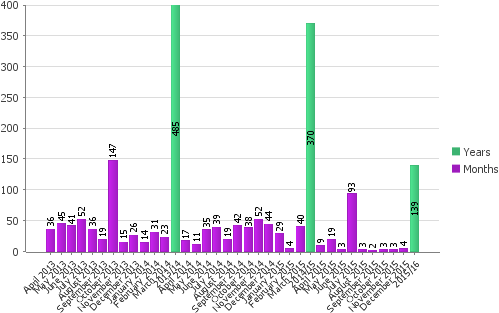 400
350
300
250
200
150
100
50
0
36
45
41
52
36
19
147
15
26
14
31
23
485
17
11
35
39
19
42
38
52
44
29
4
40
370
9
19
3
93
3
2
3
3
4
139
April 2013
May 2013
June 2013
July 2013
August 2013
September 2013
October 2013
November 2013
December 2013
January 2014
February 2014
March 2014
2013/14
April 2014
May 2014
June 2014
July 2014
August 2014
September 2014
October 2014
November 2014
December 2014
January 2015
February 2015
March 2015
2014/15
April 2015
May 2015
June 2015
July 2015
August 2015
September 2015
October 2015
November 2015
December 2015
2015/16
Years
Months